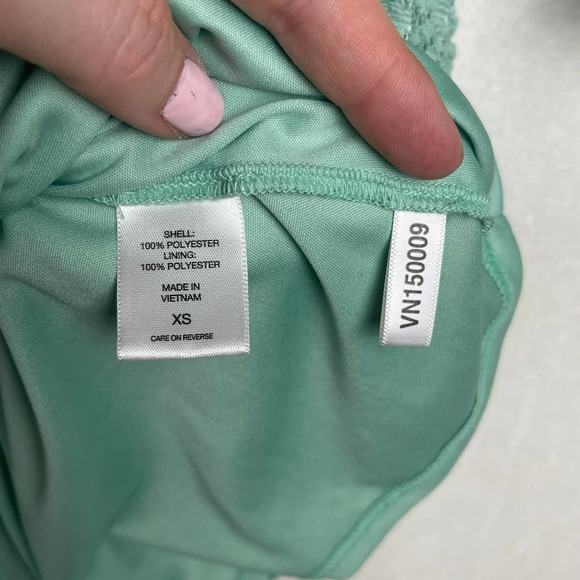 SHELL:
100% POLYESTER
LINING:
100% POLYESTER
MADE IN
VIETNAM
XS
CARE ON REVERSE
VN150009